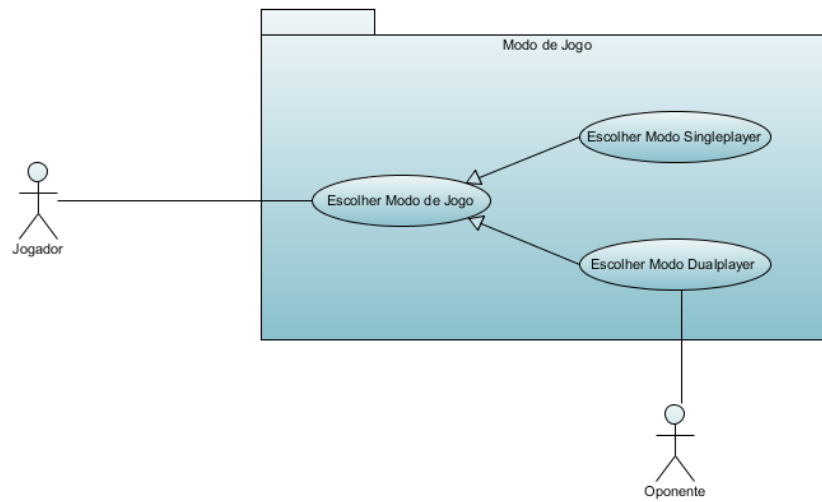 Modo de Jogo
Escolher Modo Singleplayer
Escolher Modo de Jogo
Jogador
Escolher Modo Dualplayer
Oponente